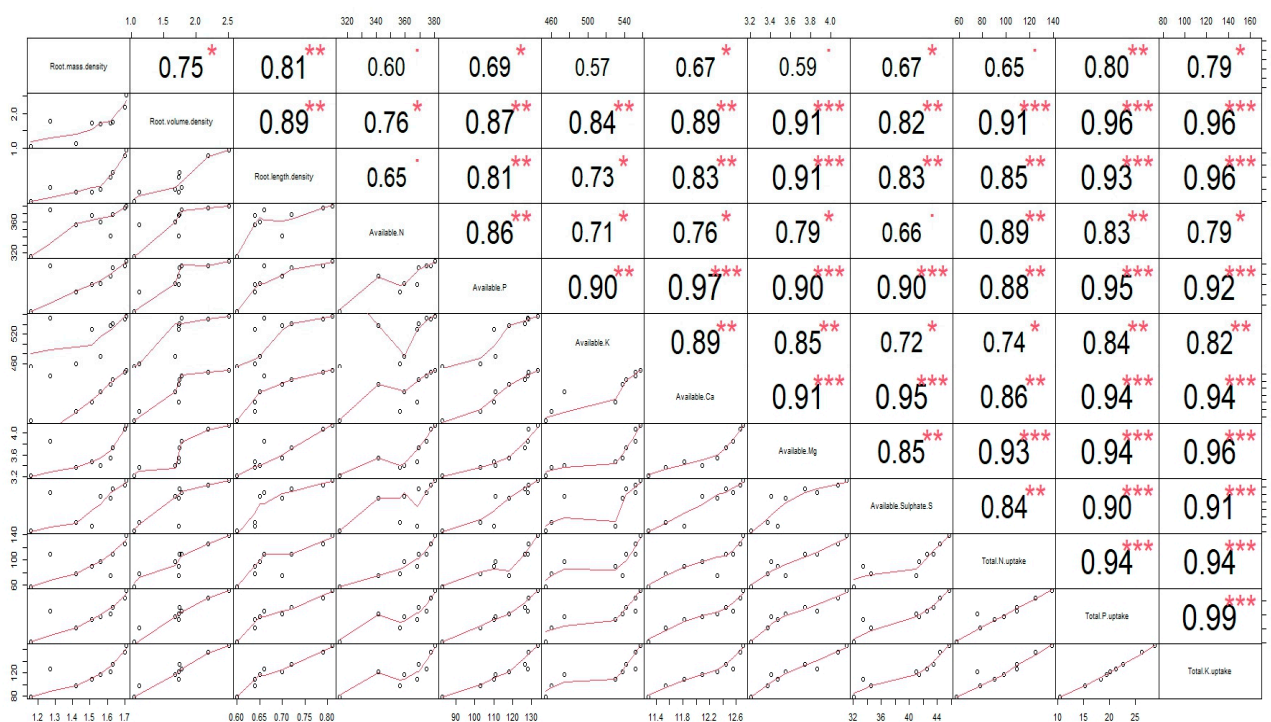 1.0 1.5 2.0 2.5 320 340 360 380 460 500 540 3.2 3.4 3.6 3.8 4.0 60 80 100 120 140 80 100 120 140 160
Root.mass.density 0.75 * 0.81 ** 0.60 . 0.69 * 0.57 0.67 * 0.59 . 0.67 * 0.65 . 0.80 ** 0.79 *
1.0 2.0 Root.volume.density 0.89 ** 0.76 * 0.87 ** 0.84 ** 0.89 ** 0.91 *** 0.82 ** 0.91 *** 0.96 *** 0.96 ***
Root.length.density 0.65 . 0.81 ** 0.73 * 0.83 ** 0.91 *** 0.83 ** 0.85 ** 0.93 *** 0.96 ***
320 360 Available.N 0.86 ** 0.71 * 0.76 * 0.79 * 0.66 . 0.89 ** 0.83 ** 0.79 *
Available.P 0.90 ** 0.97 *** 0.90 *** 0.90 *** 0.88 ** 0.95 *** 0.92 ***
460 520 Available.K 0.89 ** 0.85 ** 0.72 * 0.74 * 0.84 ** 0.82 **
Available.Ca 0.91 *** 0.95 *** 0.86 ** 0.94 *** 0.94 ***
3.2 3.6 4.0 Available.Mg 0.85 ** 0.93 *** 0.94 *** 0.96 ***
Available.Sulphate.S 0.84 ** 0.90 *** 0.91 ***
60 100 140 Total.N.uptake 0.94 *** 0.94 ***
Total.P.uptake 0.99 ***
80 120 Total.K.uptake
1.2 1.3 1.4 1.5 1.6 1.7 0.60 0.65 0.70 0.75 0.80 90 100 110 120 130 11.4 11.8 12.2 12.6 32 36 40 44 10 15 20 25